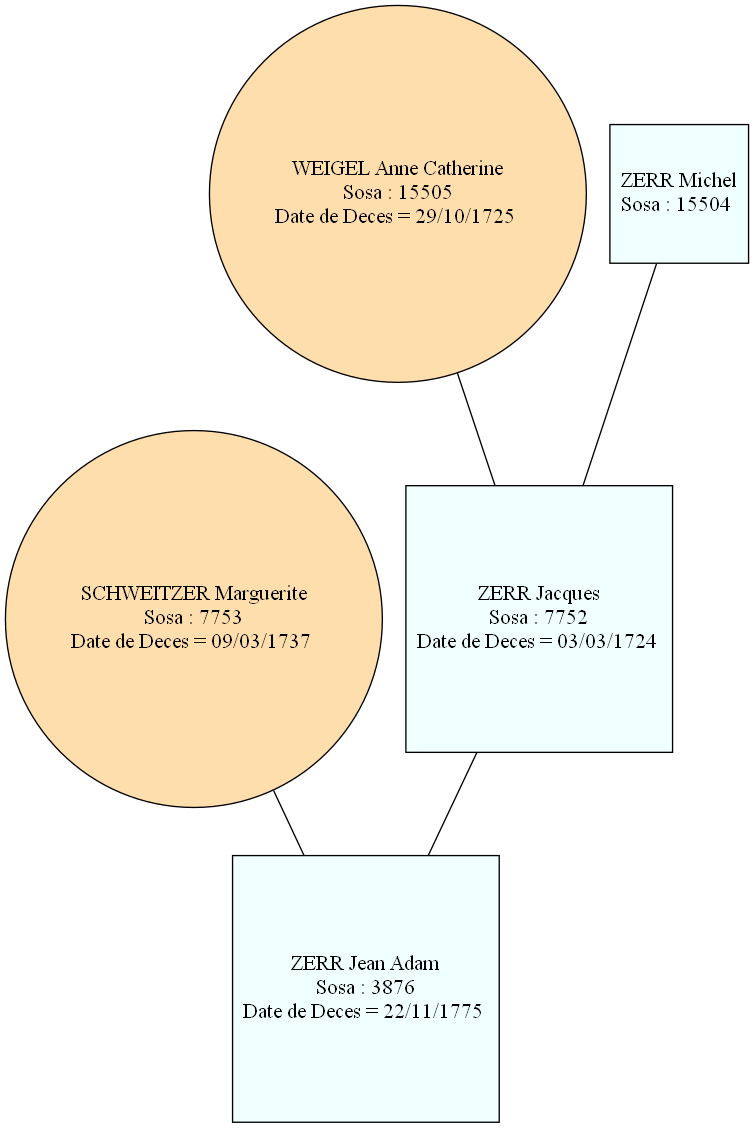 WEIGEL Anne Catherine
Sosa : 15505
Date de Deces = 29/10/1725
ZERR Michel
Sosa : 15504
SCHWEITZER Marguerite
Sosa : 7753
Date de Deces = 09/03/1737
ZERR Jacques
Sosa : 7752
Date de Deces = 03/03/1724
ZERR Jean Adam
Sosa : 3876
Date de Deces = 22/11/1775